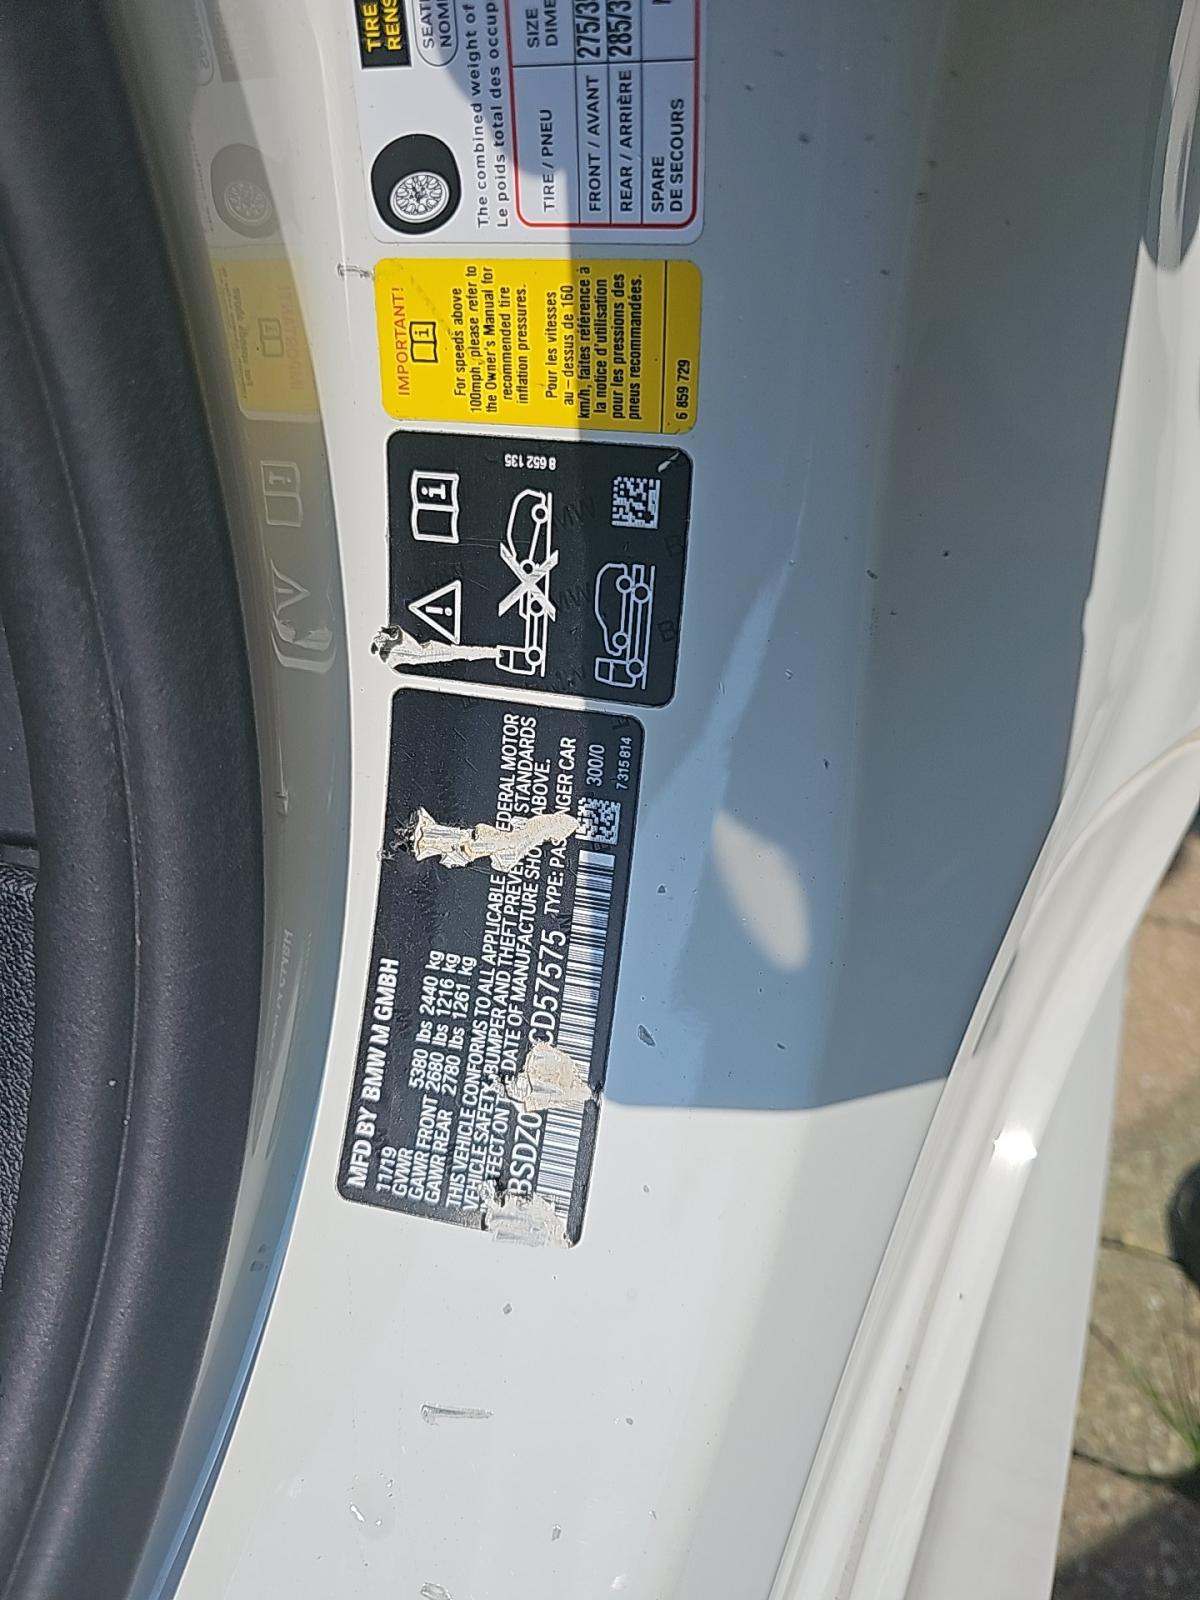 TIRE
RENS
SEATI
NOMI
The combined weight of
Le poids total des occup
TIRE / PNEU
SIZE
DIME
FRONT / AVANT 275/3
REAR / ARRIÈRE 285/3
SPARE
DE SECOURS
IMPORTANT!
For speeds above
100mph, please refer to
the Owner's Manual for
recommended tire
inflation pressures.
Pour les vitesses
au-dessus de 160
km/h, faites référence à
la notice d'utilisation
pour les pressions des
pneus recommandées.
6 859 729
8 652 135
MFD BY BMW M GMBH
11/19
GVWR 5380 lbs 2440 kg
GAWR FRONT 2680 lbs 1216 kg
GAWR REAR 2780 lbs 1261 kg
THIS VEHICLE CONFORMS TO ALL APPLICABLE EDERAL MOTOR
VEHICLE SAFETY, BUMPER AND THEFT PREVE STANDARDS
FECT ON T E DATE OF MANUFACTURE SHO ABOVE.
BSDZ0 CD57575 TYPE: PAS NGER CAR
300/0
7 315 814